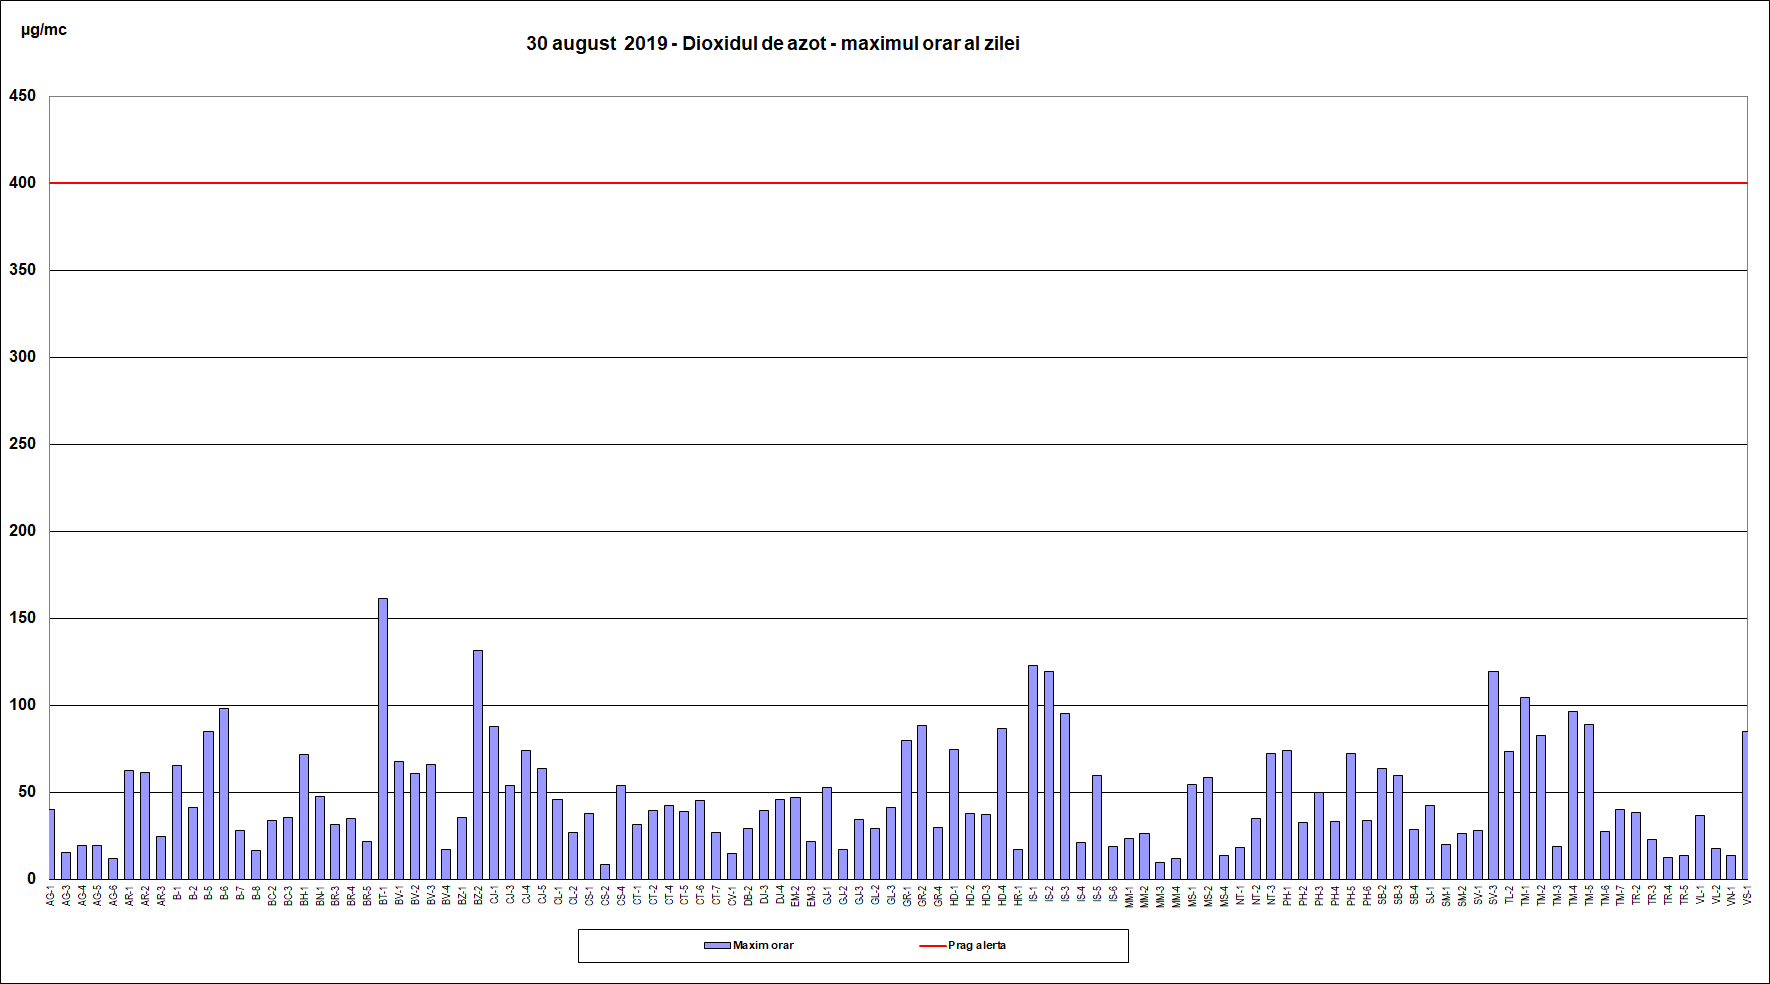 µg/mc
30 august  2019 - Dioxidul de azot - maximul orar al zilei
450
400
350
300
250
200
150
100
50
0
AG-1 AG-3 AG-4 AG-5 AG-6 AR-1 AR-2 AR-3 B-1 B-2 B-5 B-6 B-7 B-8 BC-2 BC-3 BH-1 BN-1 BR-3 BR-4 BR-5 BT-1 BV-1 BV-2 BV-3 BV-4 BZ-1 BZ-2 CJ-1 CJ-3 CJ-4 CJ-5 CL-1 CL-2 CS-1 CS-2 CS-4 CT-1 CT-2 CT-4 CT-5 CT-6 CT-7 CV-1 DB-2 DJ-3 DJ-4 EM-2 EM-3 GJ-1 GJ-2 GJ-3 GL-2 GL-3 GR-1 GR-2 GR-4 HD-1 HD-2 HD-3 HD-4 HR-1 IS-1 IS-2 IS-3 IS-4 IS-5 IS-6 MM-1 MM-2 MM-3 MM-4 MS-1 MS-2 MS-4 NT-1 NT-2 NT-3 PH-1 PH-2 PH-3 PH-4 PH-5 PH-6 SB-2 SB-3 SB-4 SJ-1 SM-1 SM-2 SV-1 SV-3 TL-2 TM-1 TM-2 TM-3 TM-4 TM-5 TM-6 TM-7 TR-2 TR-3 TR-4 TR-5 VL-1 VL-2 VN-1 VS-1
Maxim orar Prag alerta